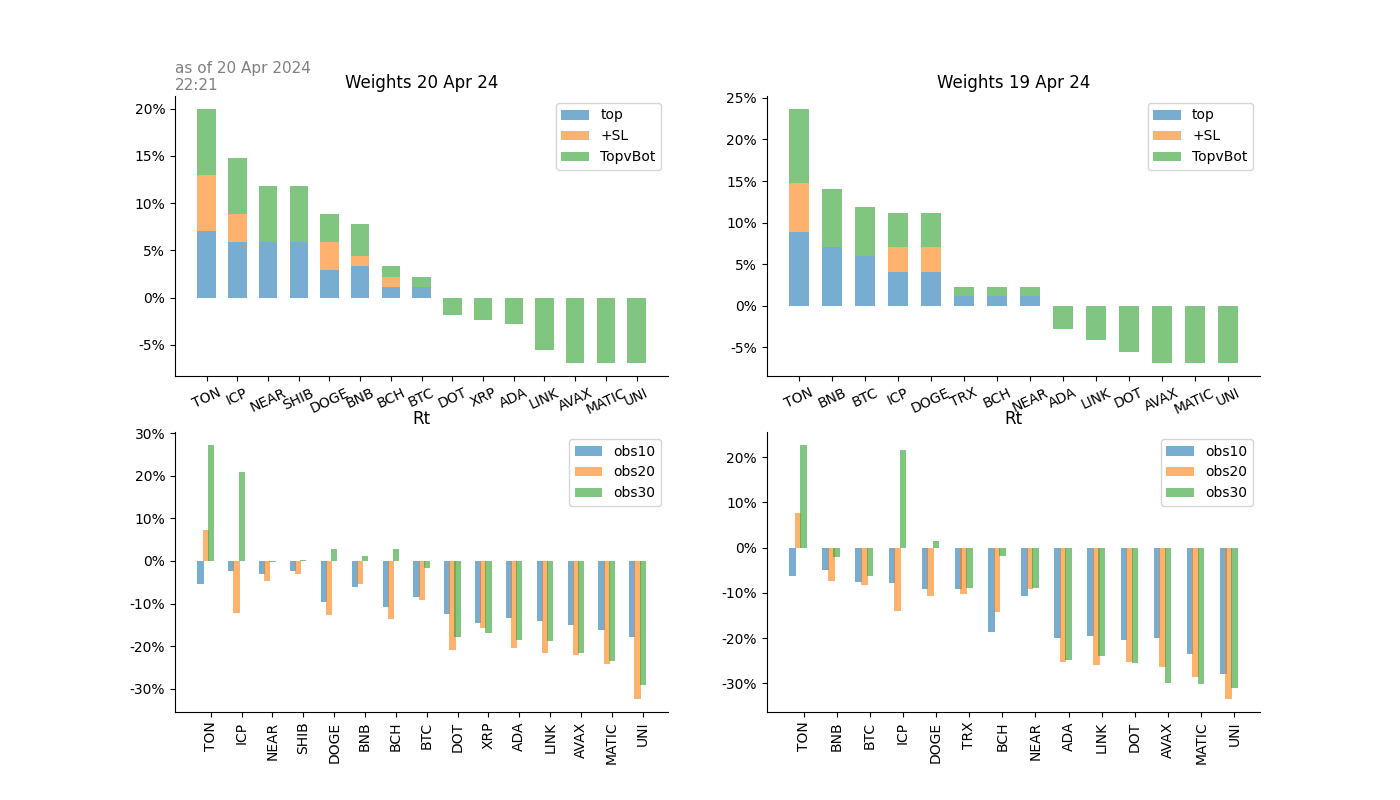 as of 20 Apr 2024
22:21
Weights 20 Apr 24
20%
15%
10%
5%
0%
-5%
top
+SL
TopvBot
TON ICP NEAR SHIB DOGE BNB BCH BTC DOT XRP ADA LINK AVAX MATIC UNI
Weights 19 Apr 24
25%
20%
15%
10%
5%
0%
-5%
top
+SL
TopvBot
TON BNB BTC ICP DOGE TRX BCH NEAR ADA LINK DOT AVAX MATIC UNI
Rt
30%
20%
10%
0%
-10%
-20%
-30%
obs10
obs20
obs30
TON ICP NEAR SHIB DOGE BNB BCH BTC DOT XRP ADA LINK AVAX MATIC UNI
Rt
20%
10%
0%
-10%
-20%
-30%
obs10
obs20
obs30
TON BNB BTC ICP DOGE TRX BCH NEAR ADA LINK DOT AVAX MATIC UNI